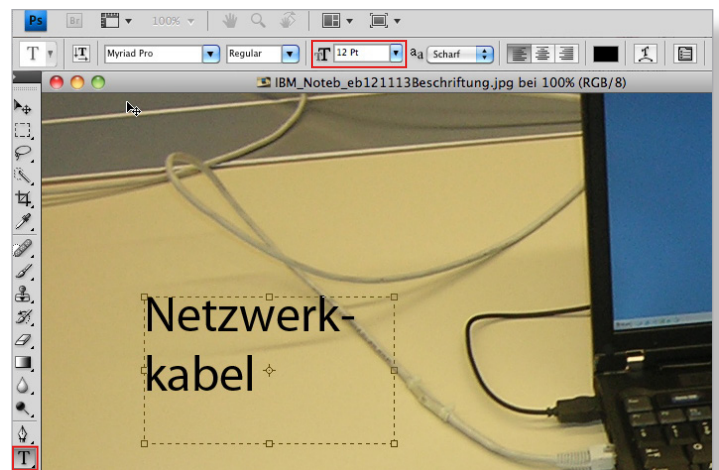 Ps Br 100%
T T Myriad Pro Regular T 12 Pt aa Scharf
IBM_Noteb_eb121113Beschriftung.jpg bei 100% (RGB/8)
Netzwerk-
kabel
T